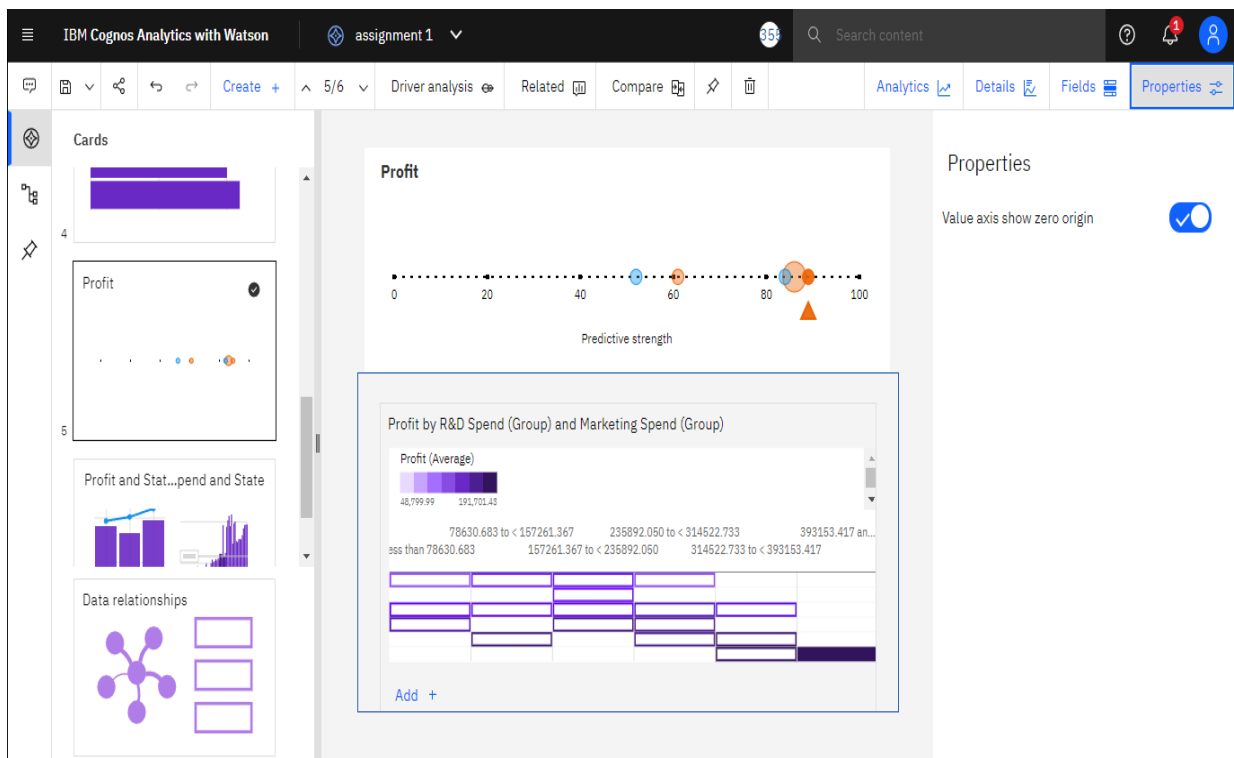 IBM Cognos Analytics with Watson
assignment 1
Search content
1
Create +
5/6
Driver analysis
Related
Compare
Analytics
Details
Fields
Properties
Cards
4
Profit
5
Profit and Stat...pend and State
Data relationships
Profit
0 20 40 60 80 100
Predictive strength
Profit by R&D Spend (Group) and Marketing Spend (Group)
Profit (Average)
48,799.99 191,701.43
78630.683 to < 157261.367 235892.050 to < 314522.733 393153.417 an...
ess than 78630.683 157261.367 to < 235892.050 314522.733 to < 393153.417
Add +
Properties
Value axis show zero origin